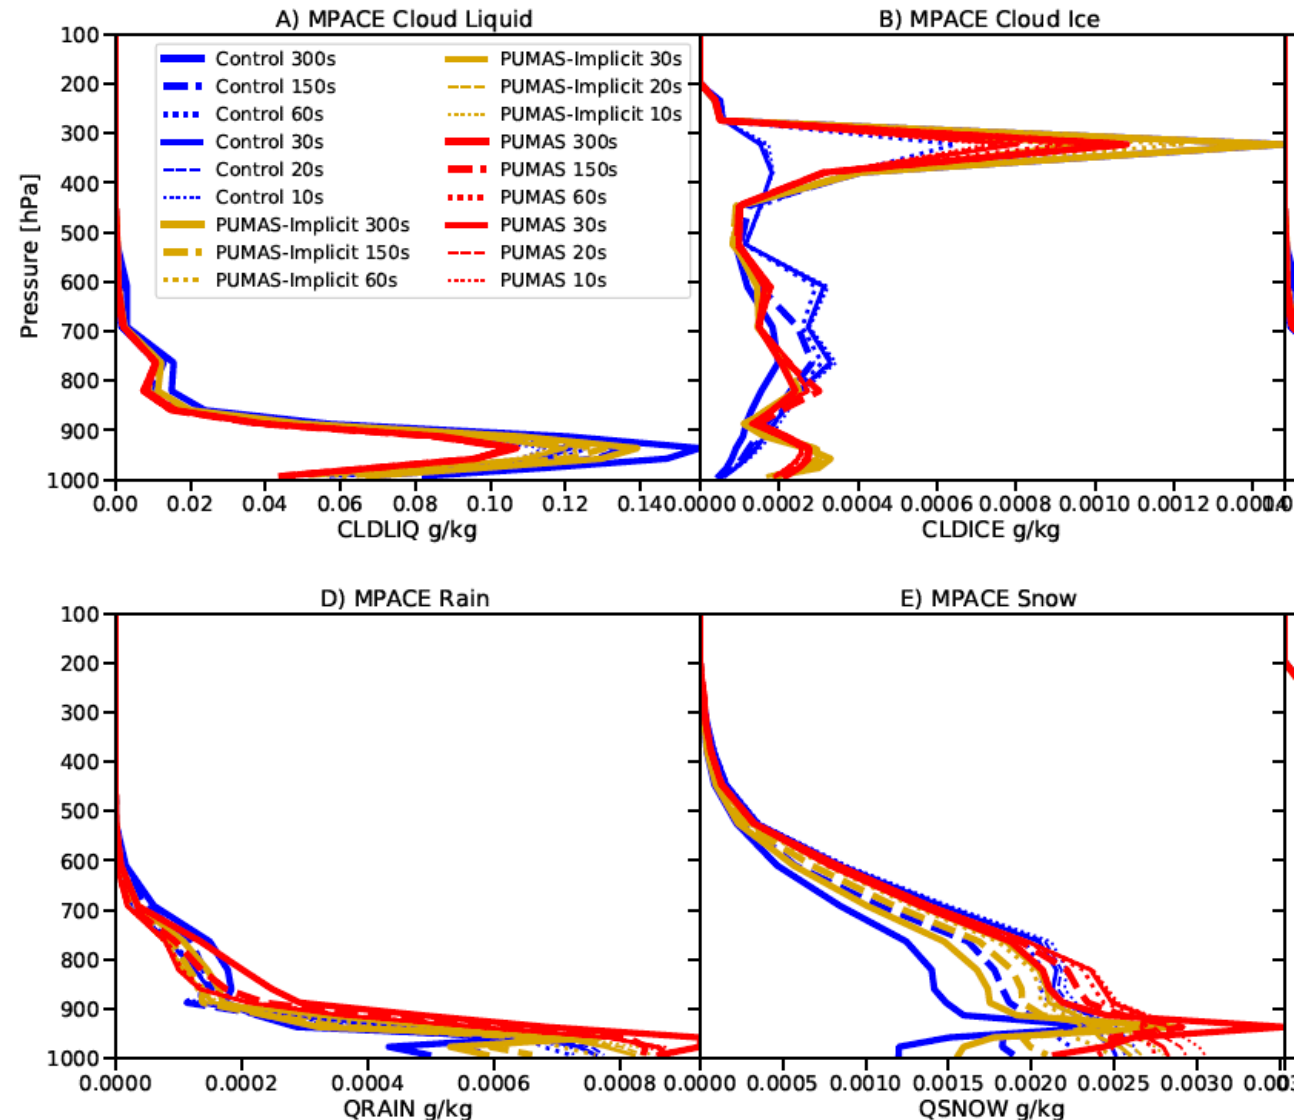 A) MPACE Cloud Liquid
B) MPACE Cloud Ice
Control 300s
Control 150s
Control 60s
Control 30s
Control 20s
Control 10s
PUMAS-Implicit 300s
PUMAS-Implicit 150s
PUMAS-Implicit 60s
PUMAS-Implicit 30s
PUMAS-Implicit 20s
PUMAS-Implicit 10s
PUMAS 300s
PUMAS 150s
PUMAS 60s
PUMAS 30s
PUMAS 20s
PUMAS 10s
Pressure [hPa]
100
200
300
400
500
600
700
800
900
1000
0.00 0.02 0.04 0.06 0.08 0.10 0.12 0.14
0.0002 0.0004 0.0006 0.0008 0.0010 0.0012
CLDLIQ g/kg
CLDICE g/kg
D) MPACE Rain
E) MPACE Snow
100
200
300
400
500
600
700
800
900
1000
0.0000 0.0002 0.0004 0.0006 0.0008
0.0005 0.0010 0.0015 0.0020 0.0025 0.0030
QRAIN g/kg
QSNOW g/kg